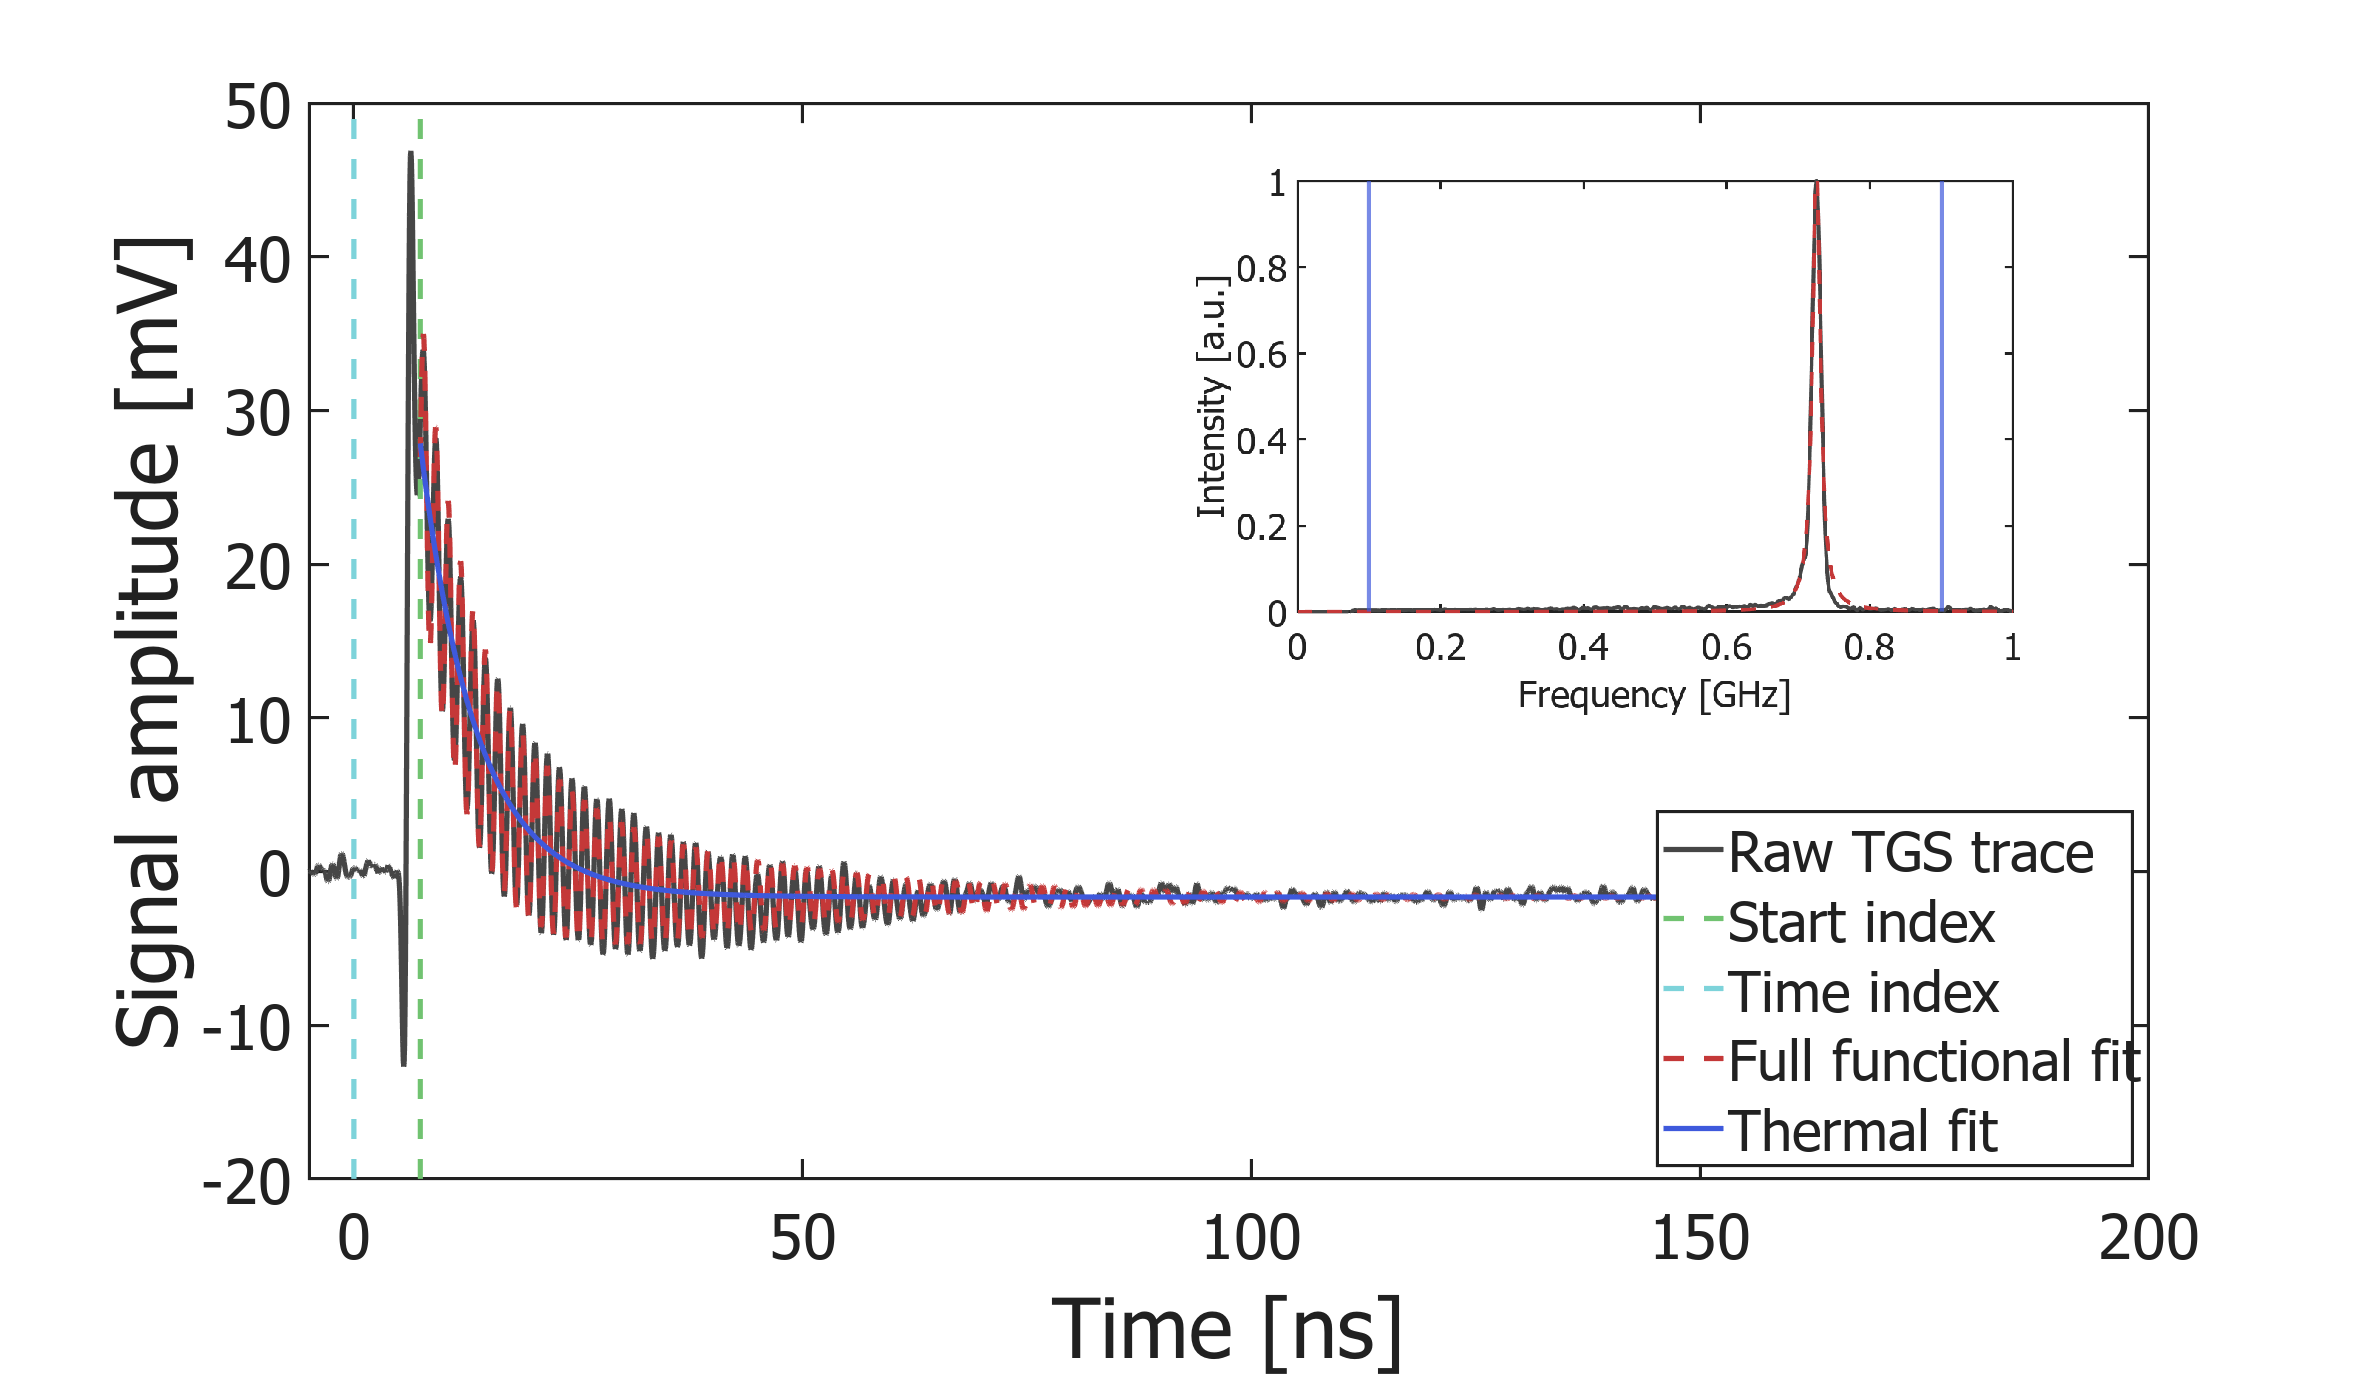 Signal amplitude [mV]
50
40
30
20
10
0
-10
-20
0
50
100
150
200
Time [ns]
Intensity [a.u.]
1
0.8
0.6
0.4
0.2
0
0
0.2
0.4
0.6
0.8
1
Frequency [GHz]
Raw TGS trace
Start index
Time index
Full functional fit
Thermal fit